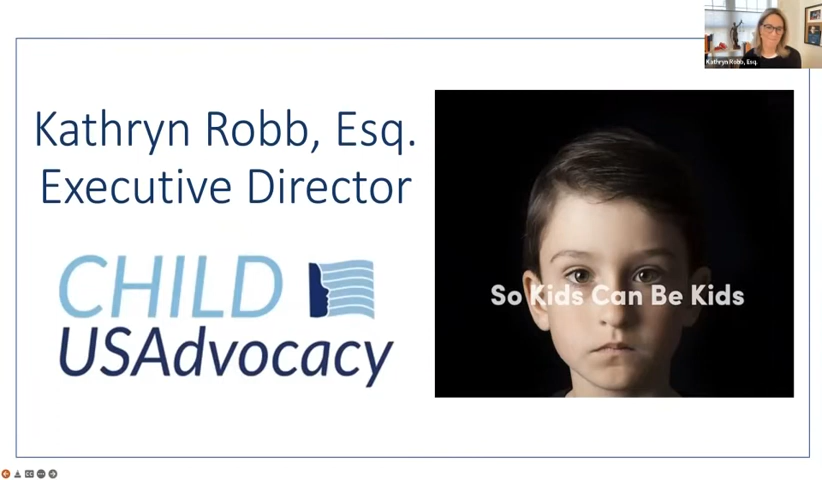 Kathryn Robb, Esq.
Kathryn Robb, Esq.
Executive Director
CHILD
USAdvocacy
So Kids Can Be Kids